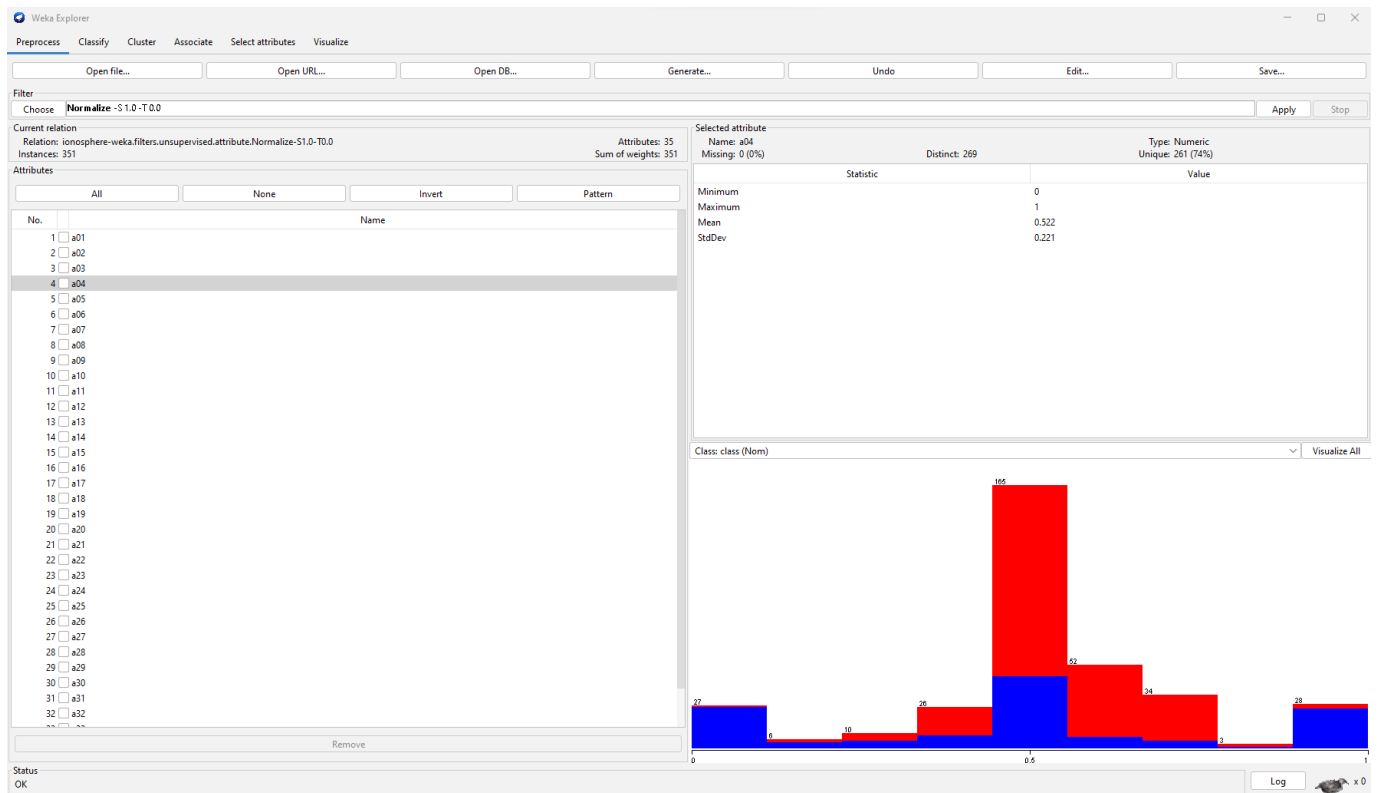 Weka Explorer
Preprocess Classify Cluster Associate Select attributes Visualize
Open file... Open URL... Open DB... Generate... Undo Edit... Save...
Filter
Choose Normalize -S 1.0 -T 0.0 Apply Stop
Current relation
Relation: ionosphere-weka.filters.unsupervised.attribute.Normalize-S1.0-T0.0 Attributes: 35
Instances: 351 Sum of weights: 351
Attributes
All None Invert Pattern
No. Name
1 a01
2 a02
3 a03
4 a04
5 a05
6 a06
7 a07
8 a08
9 a09
10 a10
11 a11
12 a12
13 a13
14 a14
15 a15
16 a16
17 a17
18 a18
19 a19
20 a20
21 a21
22 a22
23 a23
24 a24
25 a25
26 a26
27 a27
28 a28
29 a29
30 a30
31 a31
32 a32
Remove
Selected attribute
Name: a04 Type: Numeric
Missing: 0 (0%) Distinct: 269 Unique: 261 (74%)
Statistic Value
Minimum 0
Maximum 1
Mean 0.522
StdDev 0.221
Class: class (Nom) Visualize All
165
52
34
27 26 28
10
6 3
0 0.5 1
Status
OK Log x 0